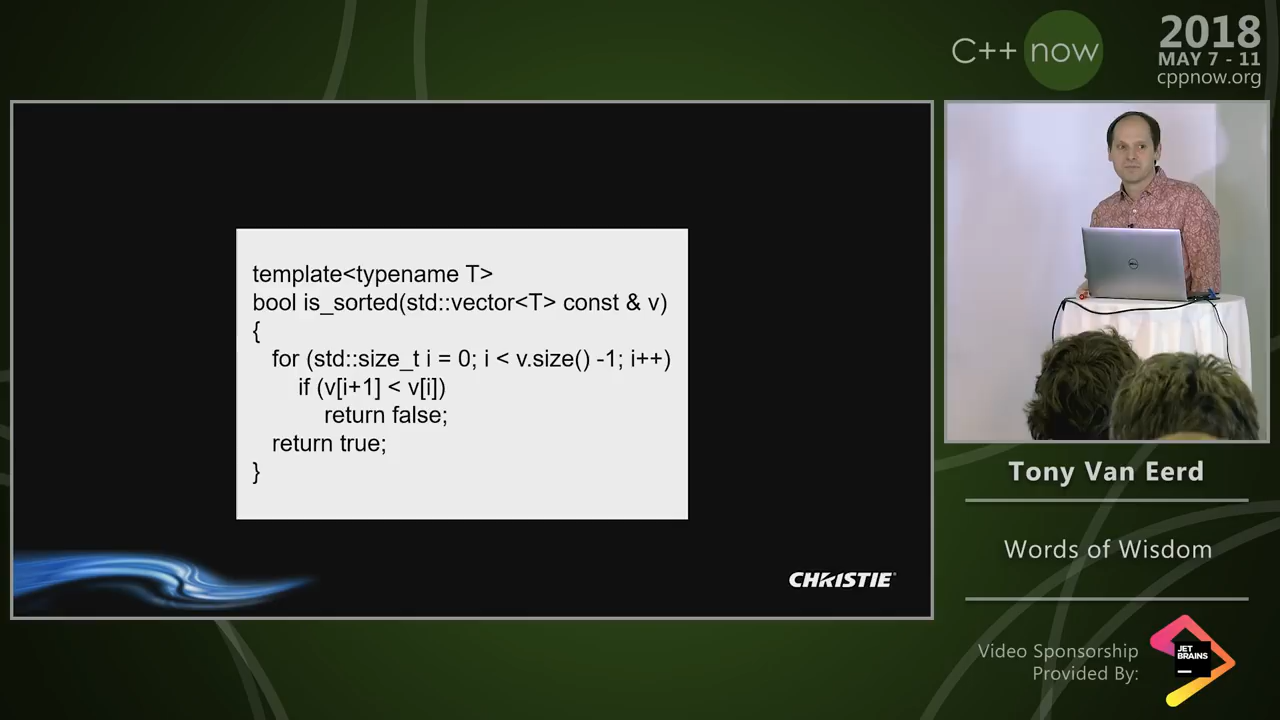 C++ now
2018
MAY 7 - 11
cppnow.org
template<typename T>
bool is_sorted(std::vector<T> const & v)
{
for (std::size_t i = 0; i < v.size() -1; i++)
if (v[i+1] < v[i])
return false;
return true;
}
CHRISTIE
Tony Van Eerd
Words of Wisdom
Video Sponsorship
Provided By:
JET
BRAINS